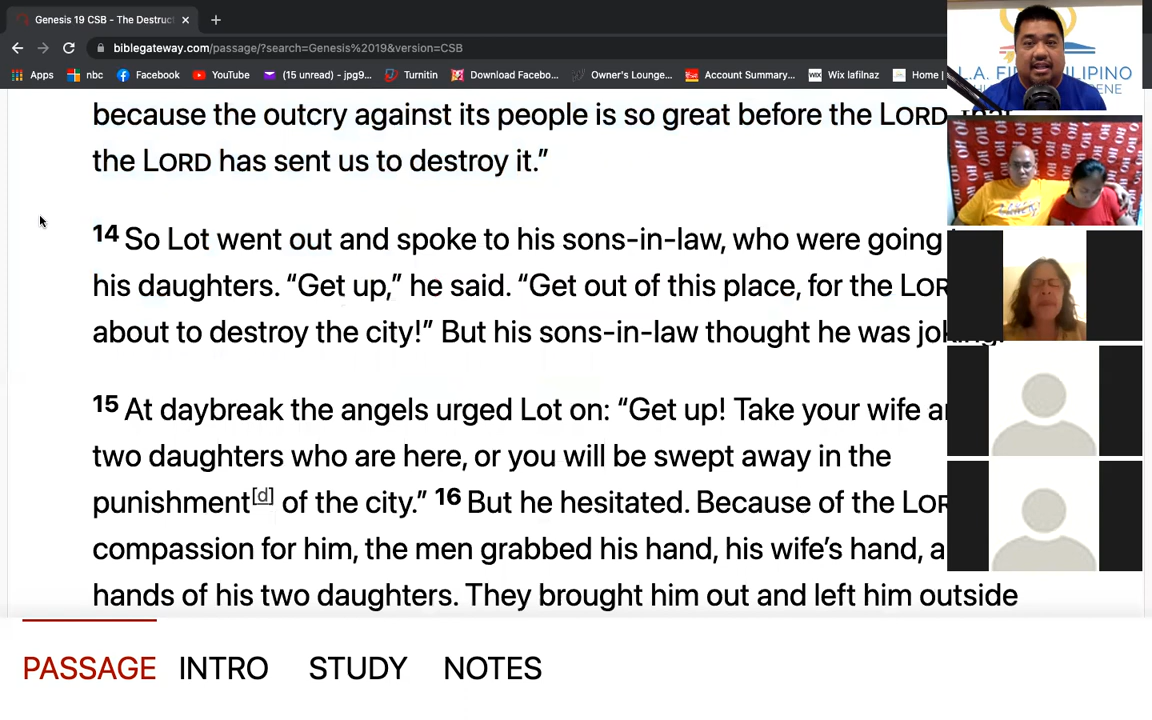 Genesis 19 CSB - The Destruc
biblegateway.com/passage/?search=Genesis%2019&version=CSB
Apps nbc Facebook YouTube (15 unread) - jpg9... Turnitin Download Facebo... Owner's Lounge... Account Summary... Wix lafilnaz Home |
L.A. FI ILIPINO
ENE
because the outcry against its people is so great before the LORD
the LORD has sent us to destroy it.”
14 So Lot went out and spoke to his sons-in-law, who were going
his daughters. “Get up,” he said. “Get out of this place, for the LOR
about to destroy the city!” But his sons-in-law thought he was joking.
15 At daybreak the angels urged Lot on: “Get up! Take your wife
two daughters who are here, or you will be swept away in the
punishment[d] of the city.” 16 But he hesitated. Because of the LOR
compassion for him, the men grabbed his hand, his wife’s hand, a
hands of his two daughters. They brought him out and left him outside
PASSAGE INTRO STUDY NOTES